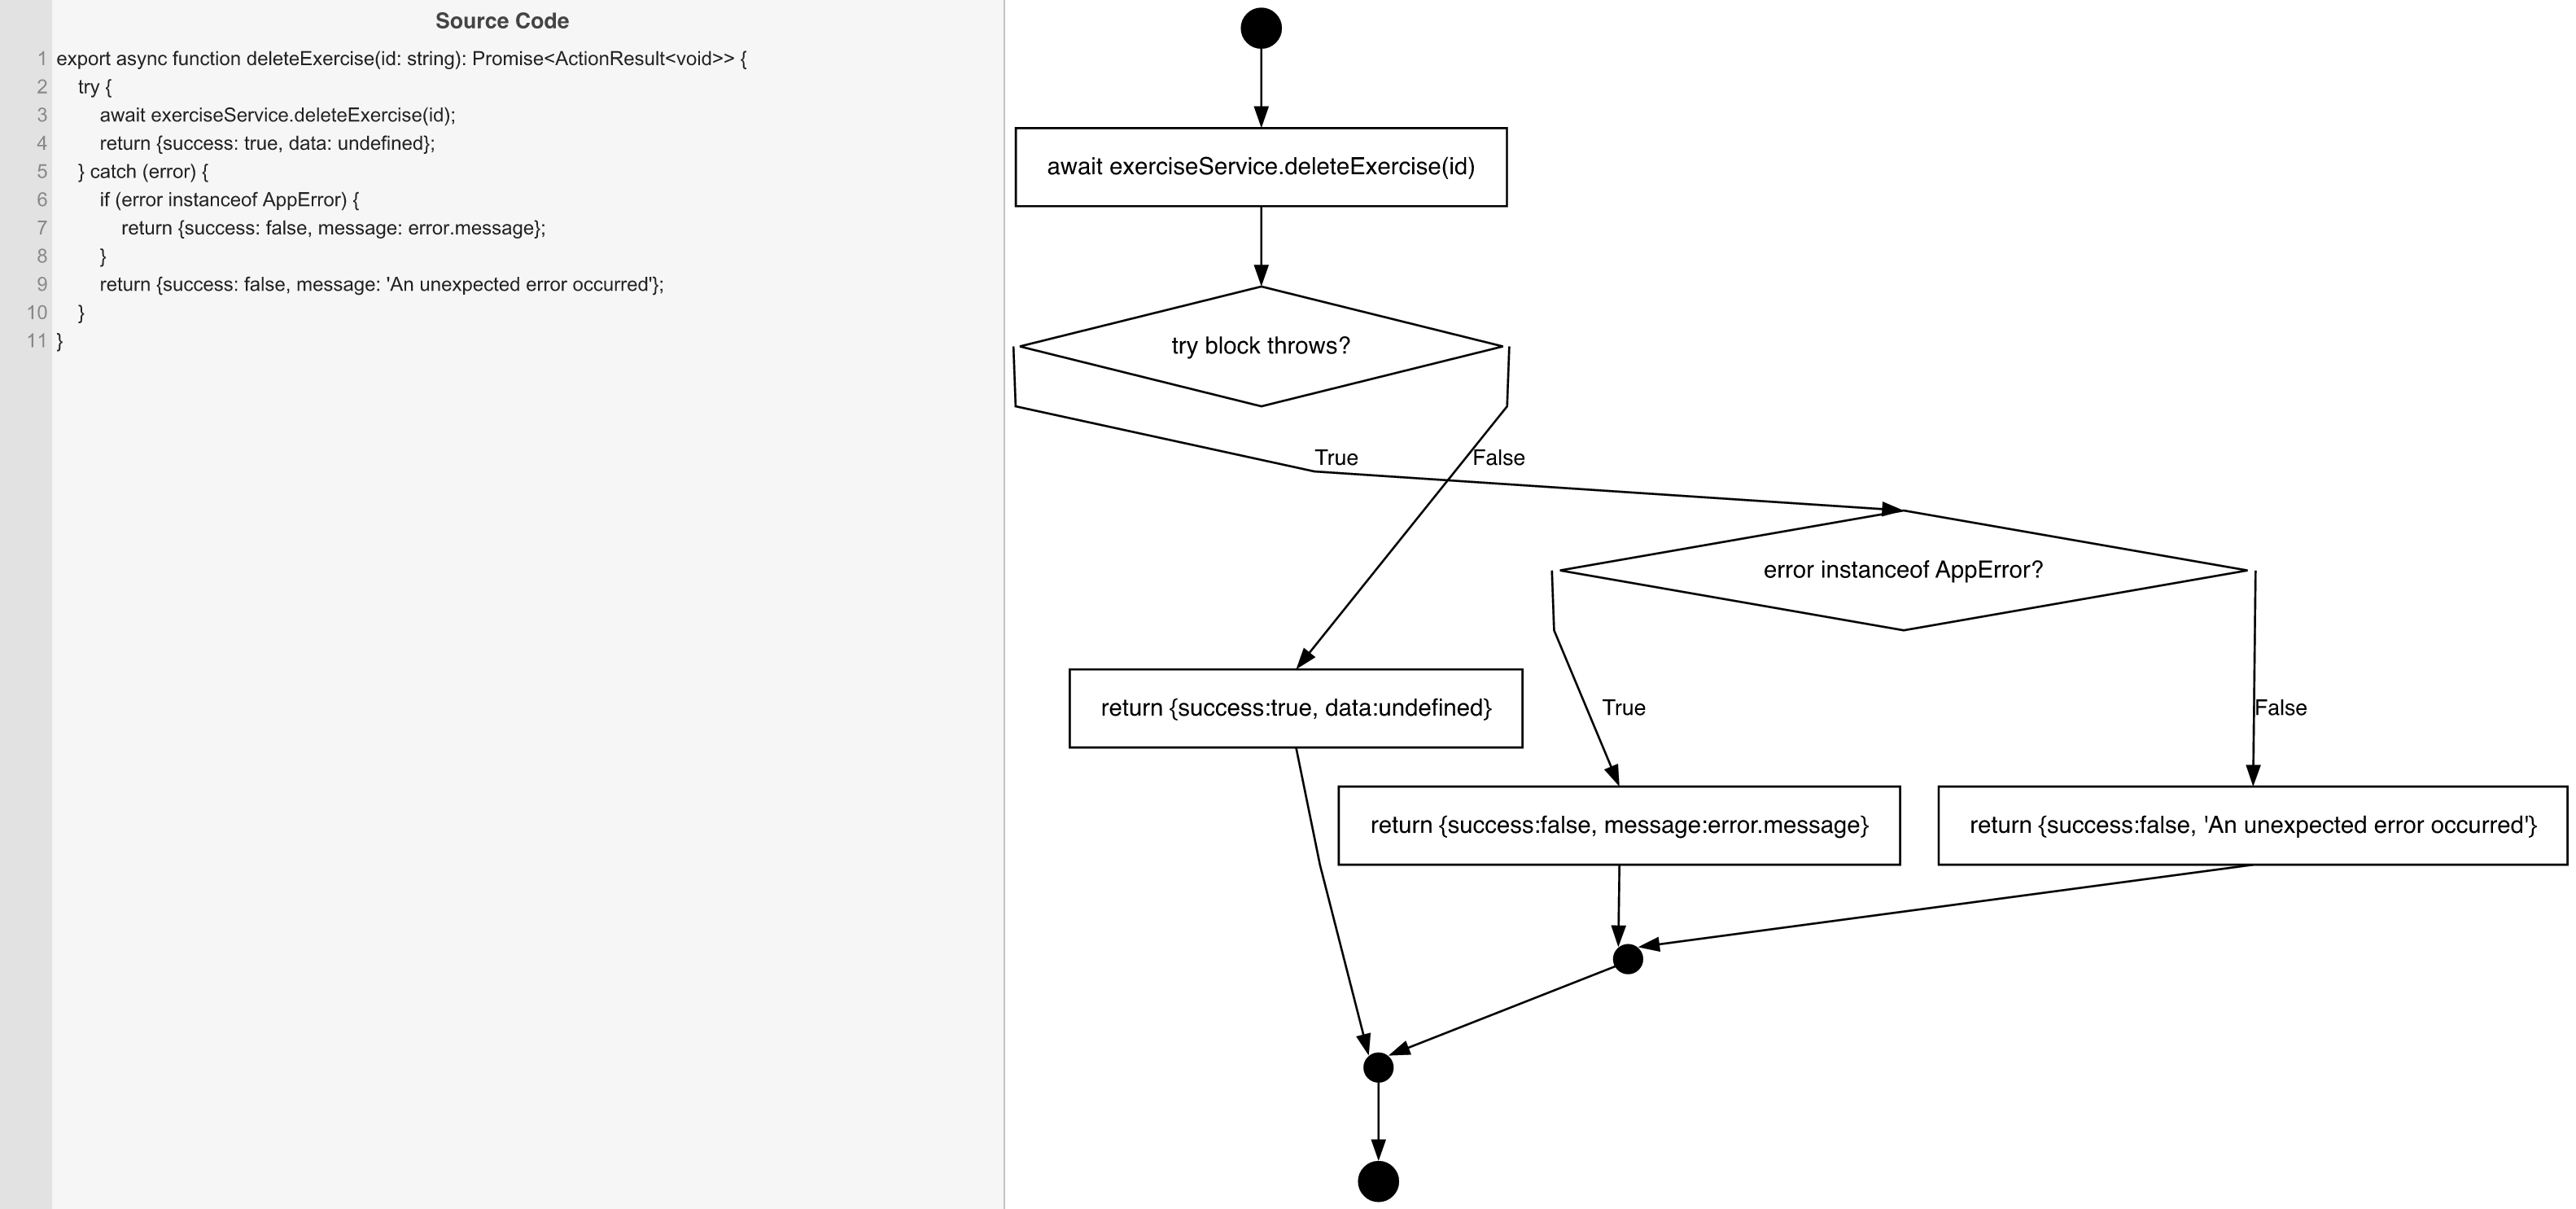 Source Code
1 export async function deleteExercise(id: string): Promise<ActionResult<void>> {
2 try {
3 await exerciseService.deleteExercise(id);
4 return {success: true, data: undefined};
5 } catch (error) {
6 if (error instanceof AppError) {
7 return {success: false, message: error.message};
8 }
9 return {success: false, message: 'An unexpected error occurred'};
10 }
11 }
await exerciseService.deleteExercise(id)
try block throws?
True
False
error instanceof AppError?
return {success:true, data:undefined}
True
False
return {success:false, message:error.message}
return {success:false, 'An unexpected error occurred'}